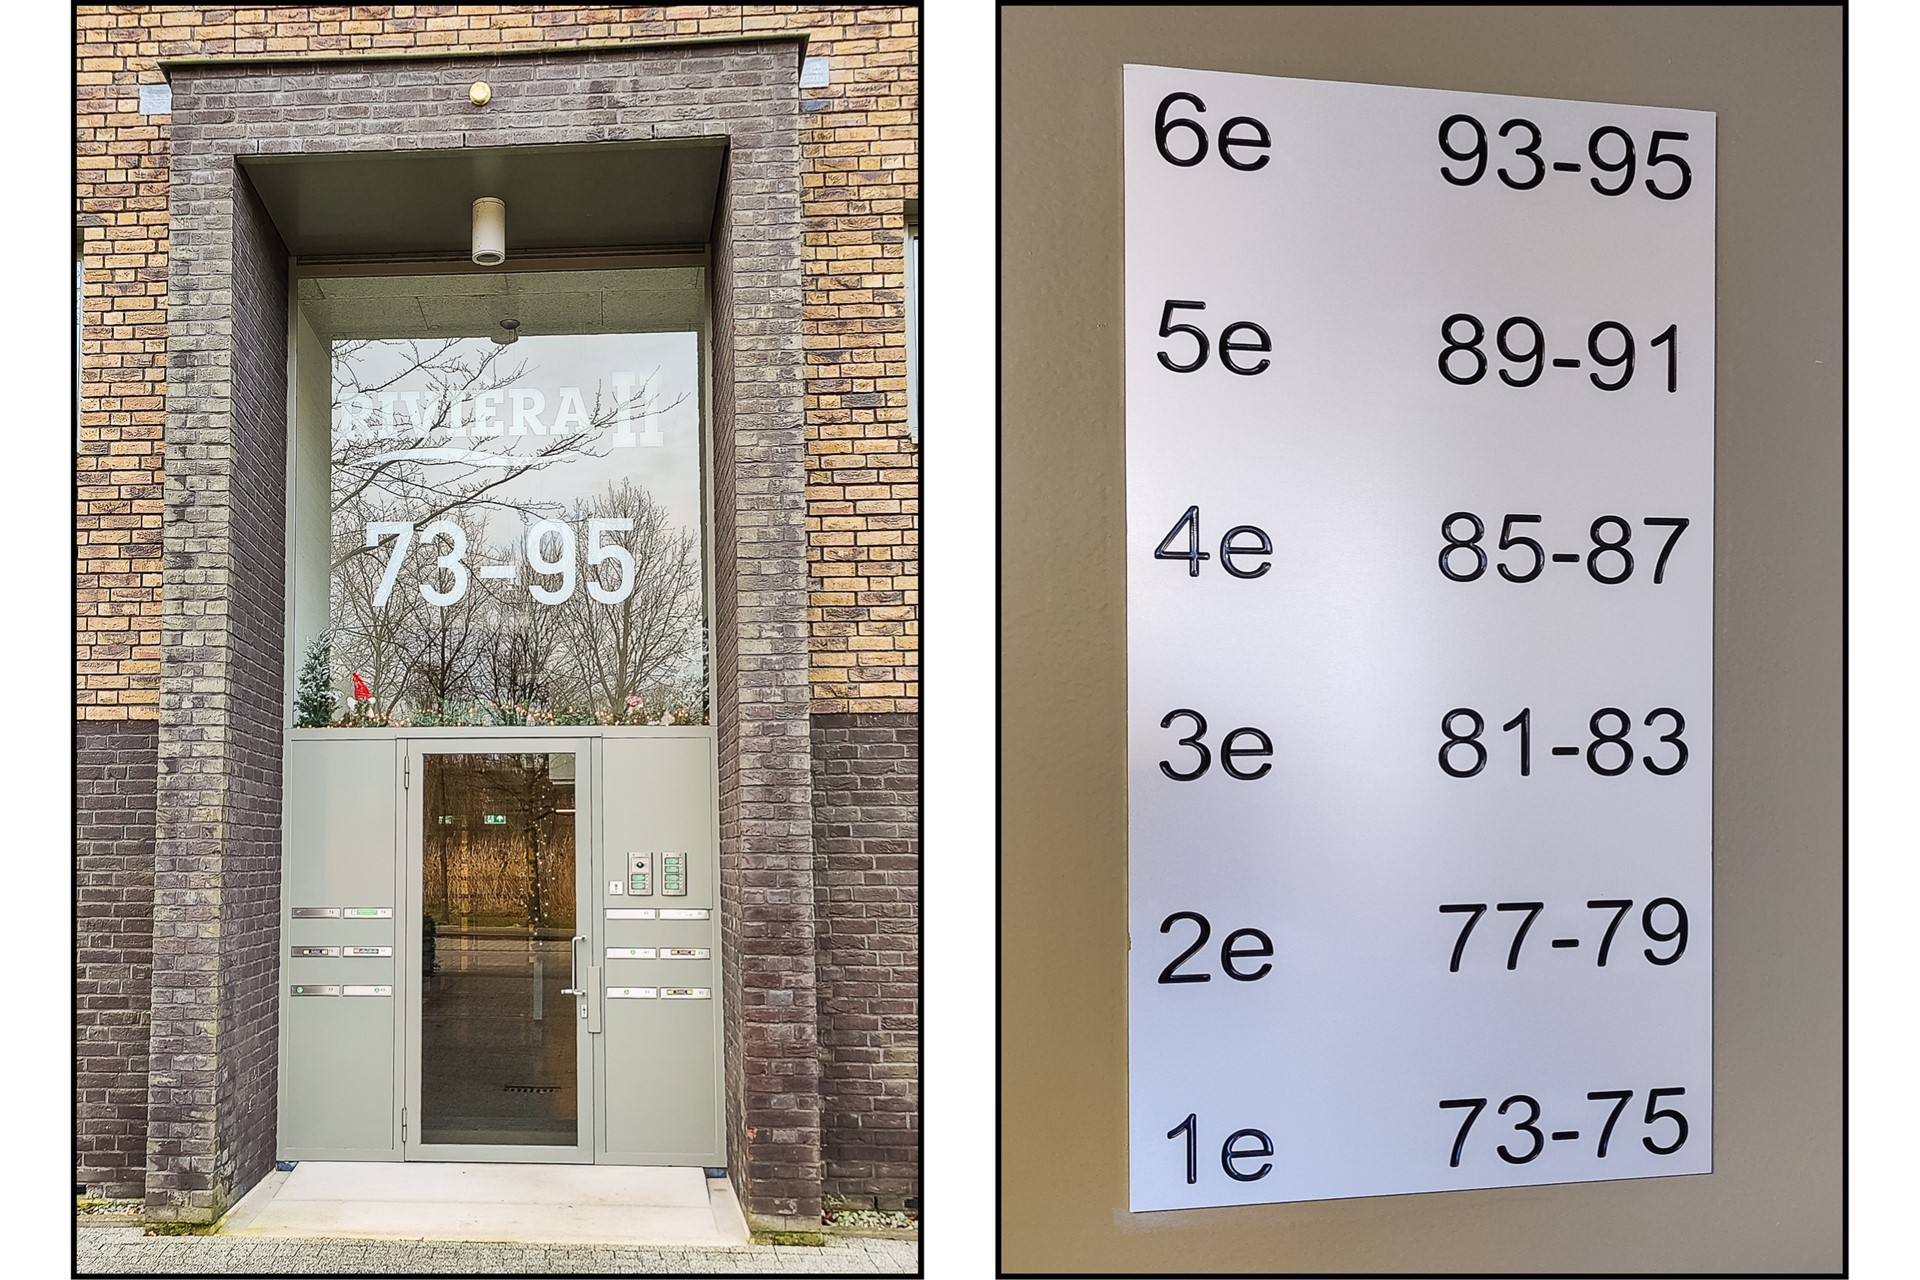 RIVIERA II
73-95
6e 93-95
5e 89-91
4e 85-87
3e 81-83
2e 77-79
1e 73-75